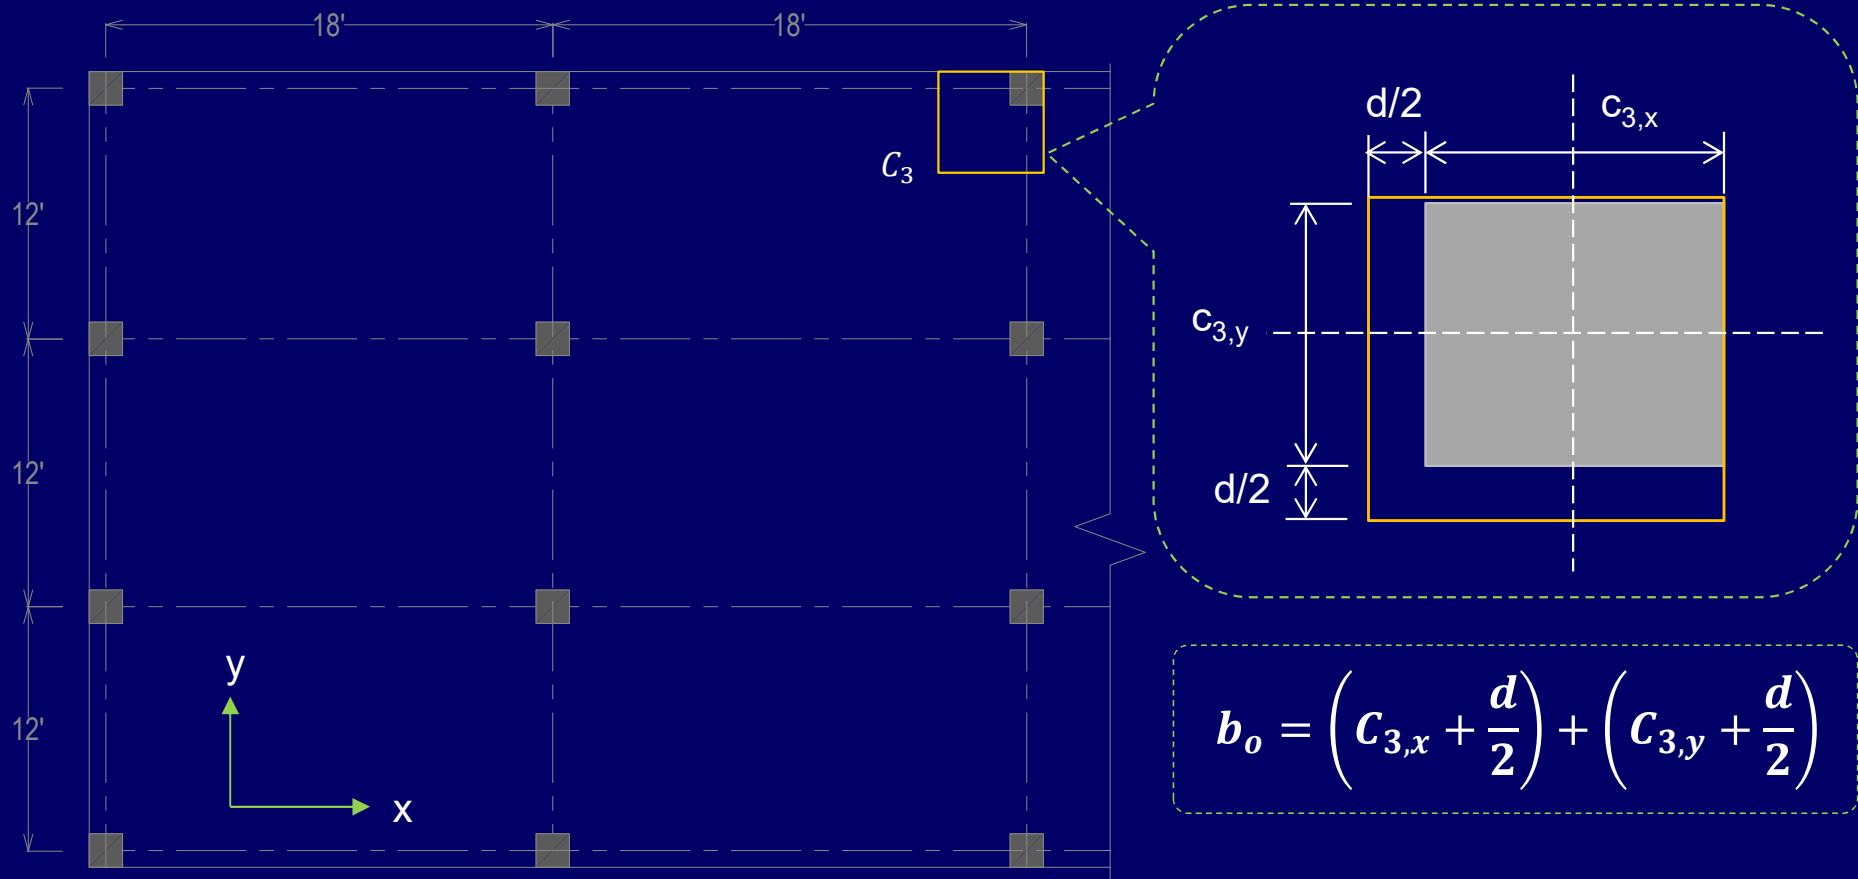 18'
18'
12'
12'
12'
C₃
y
x
d/2
c₃,ₓ
c₃,y
d/2
bₒ = (C₃,ₓ + d/2) + (C₃,y + d/2)